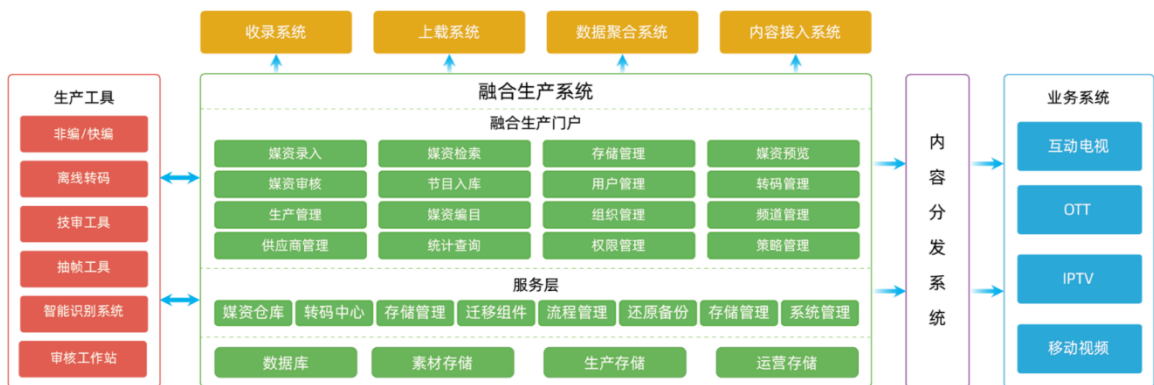 收录系统
上载系统
数据聚合系统
内容接入系统
生产工具
非编/快编
离线转码
技审工具
抽帧工具
智能识别系统
审核工作站
融合生产系统
融合生产门户
媒资录入 媒资检索 存储管理 媒资预览
媒资审核 节目入库 用户管理 转码管理
生产管理 媒资编目 组织管理 频道管理
供应商管理 统计查询 权限管理 策略管理
服务层
媒资仓库 转码中心 存储管理 迁移组件 流程管理 还原备份 存储管理 系统管理
数据库 素材存储 生产存储 运营存储
内容分发系统
业务系统
互动电视
OTT
IPTV
移动视频